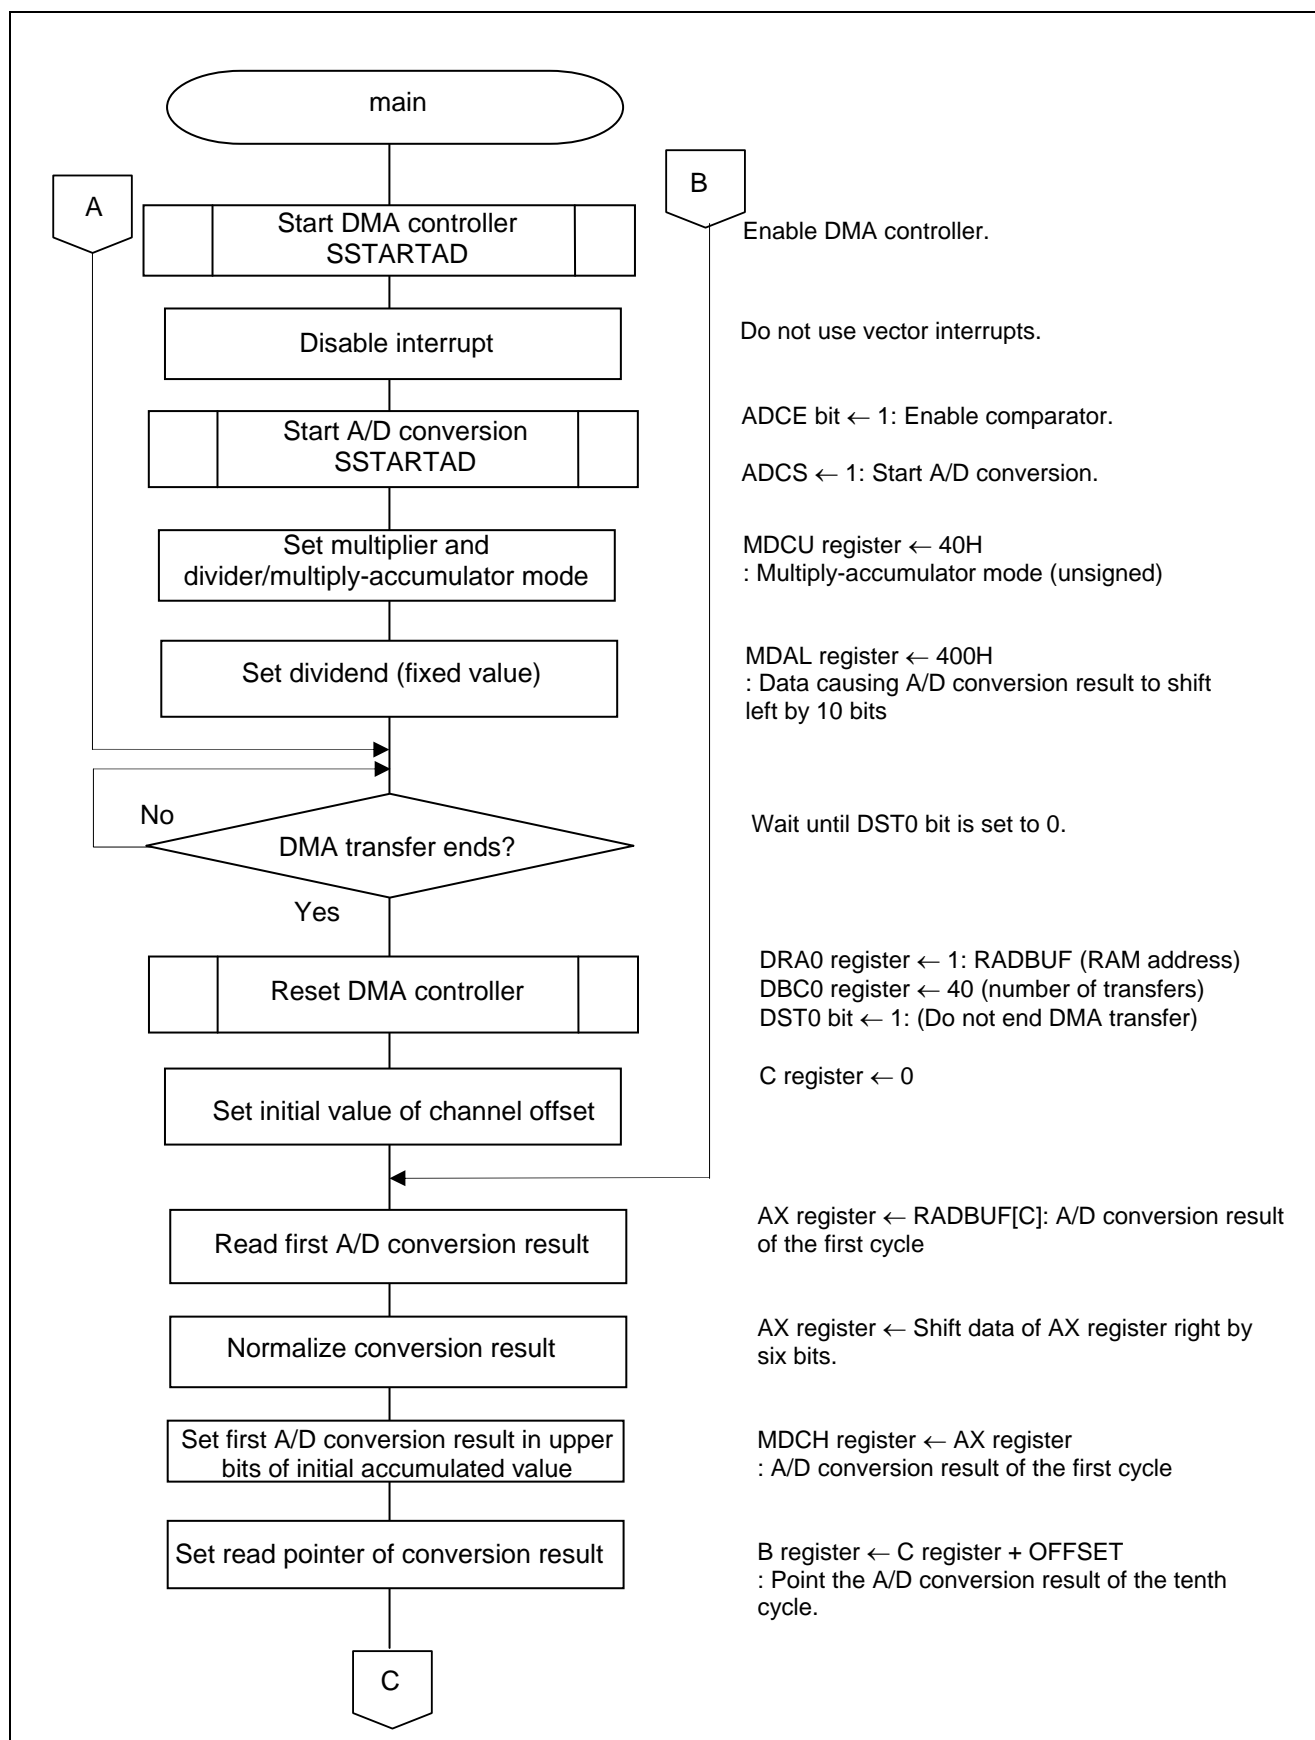 main
A
B
Start DMA controller
SSTARTAD
Enable DMA controller.
Disable interrupt
Do not use vector interrupts.
Start A/D conversion
SSTARTAD
ADCE bit ← 1: Enable comparator.
ADCS ← 1: Start A/D conversion.
Set multiplier and
divider/multiply-accumulator mode
MDCU register ← 40H
: Multiply-accumulator mode (unsigned)
Set dividend (fixed value)
MDAL register ← 400H
: Data causing A/D conversion result to shift
left by 10 bits
No
DMA transfer ends?
Wait until DST0 bit is set to 0.
Yes
Reset DMA controller
DRA0 register ← 1: RADBUF (RAM address)
DBC0 register ← 40 (number of transfers)
DST0 bit ← 1: (Do not end DMA transfer)
Set initial value of channel offset
C register ← 0
Read first A/D conversion result
AX register ← RADBUF[C]: A/D conversion result
of the first cycle
Normalize conversion result
AX register ← Shift data of AX register right by
six bits.
Set first A/D conversion result in upper
bits of initial accumulated value
MDCH register ← AX register
: A/D conversion result of the first cycle
Set read pointer of conversion result
B register ← C register + OFFSET
: Point the A/D conversion result of the tenth
cycle.
C